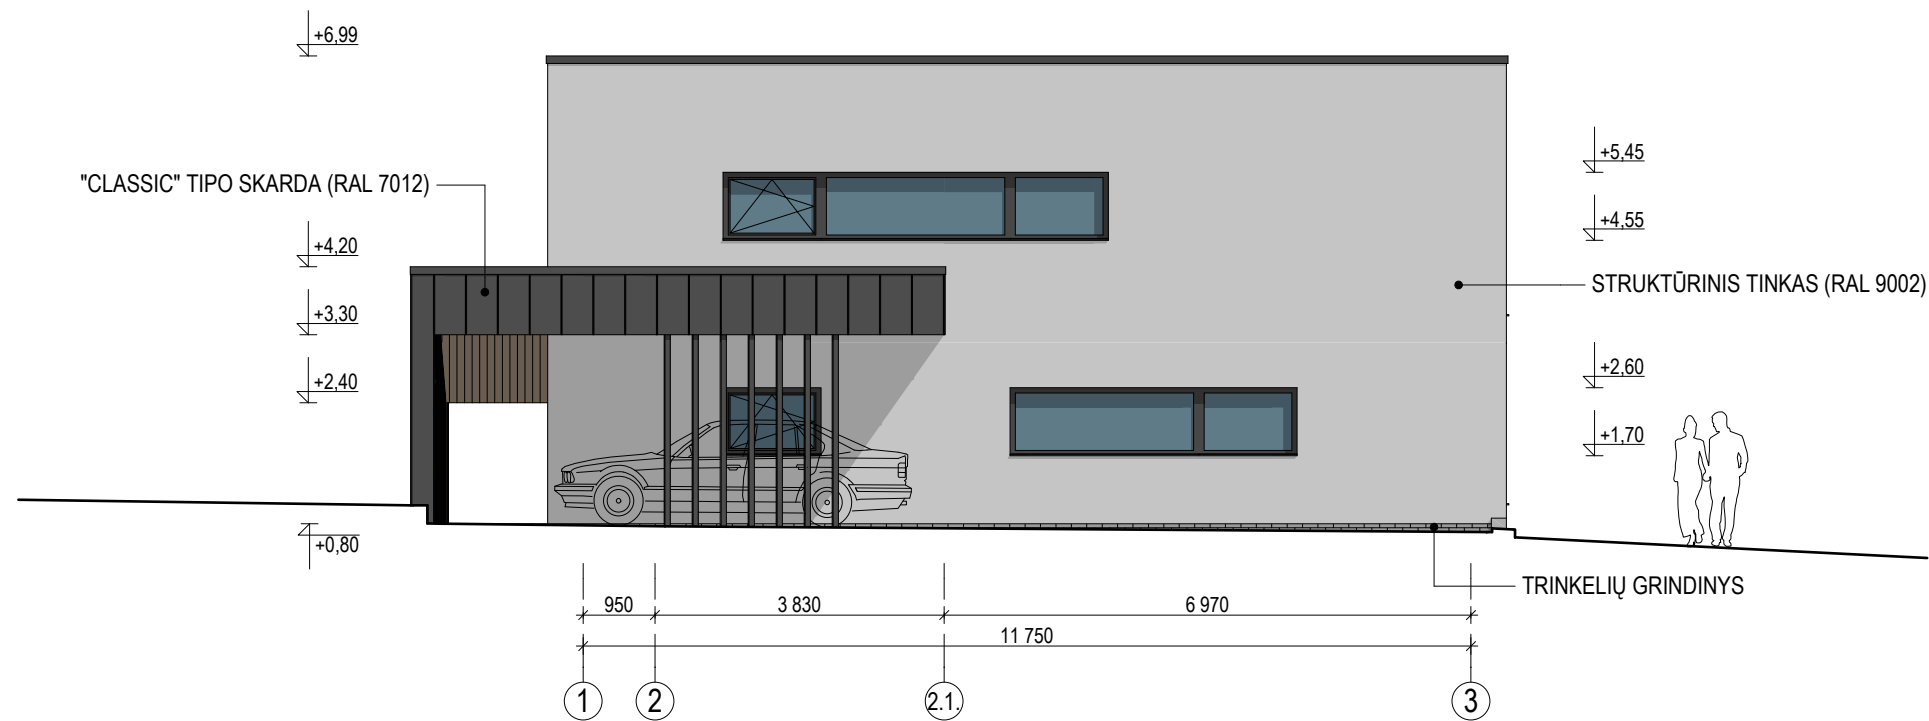 +6,99
+5,45
"CLASSIC" TIPO SKARDA (RAL 7012)
+4,55
+4,20
STRUKTŪRINIS TINKAS (RAL 9002)
+3,30
+2,60
+2,40
+1,70
+0,80
TRINKELIŲ GRINDINYS
950 3 830 6 970
11 750
1 2 2.1. 3